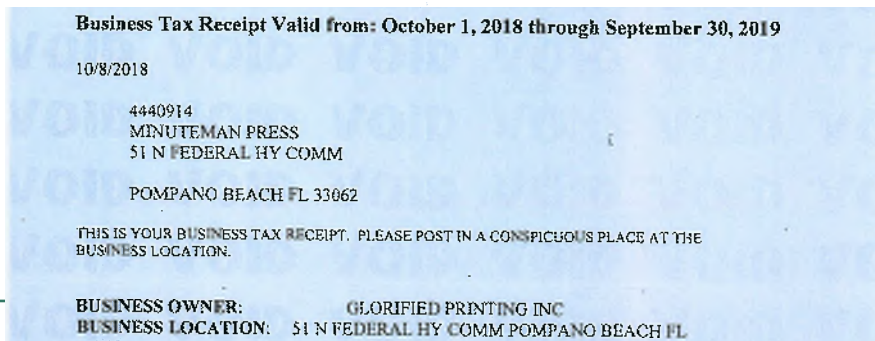 Business Tax Receipt Valid from: October 1, 2018 through September 30, 2019
10/8/2018
4440914
MINUTEMAN PRESS
51 N FEDERAL HY COMM
POMPANO BEACH FL 33062
THIS IS YOUR BUSINESS TAX RECEIPT. PLEASE POST IN A CONSPICUOUS PLACE AT THE
BUSINESS LOCATION.
BUSINESS OWNER: GLORIFIED PRINTING INC
BUSINESS LOCATION: 51 N FEDERAL HY COMM POMPANO BEACH FL